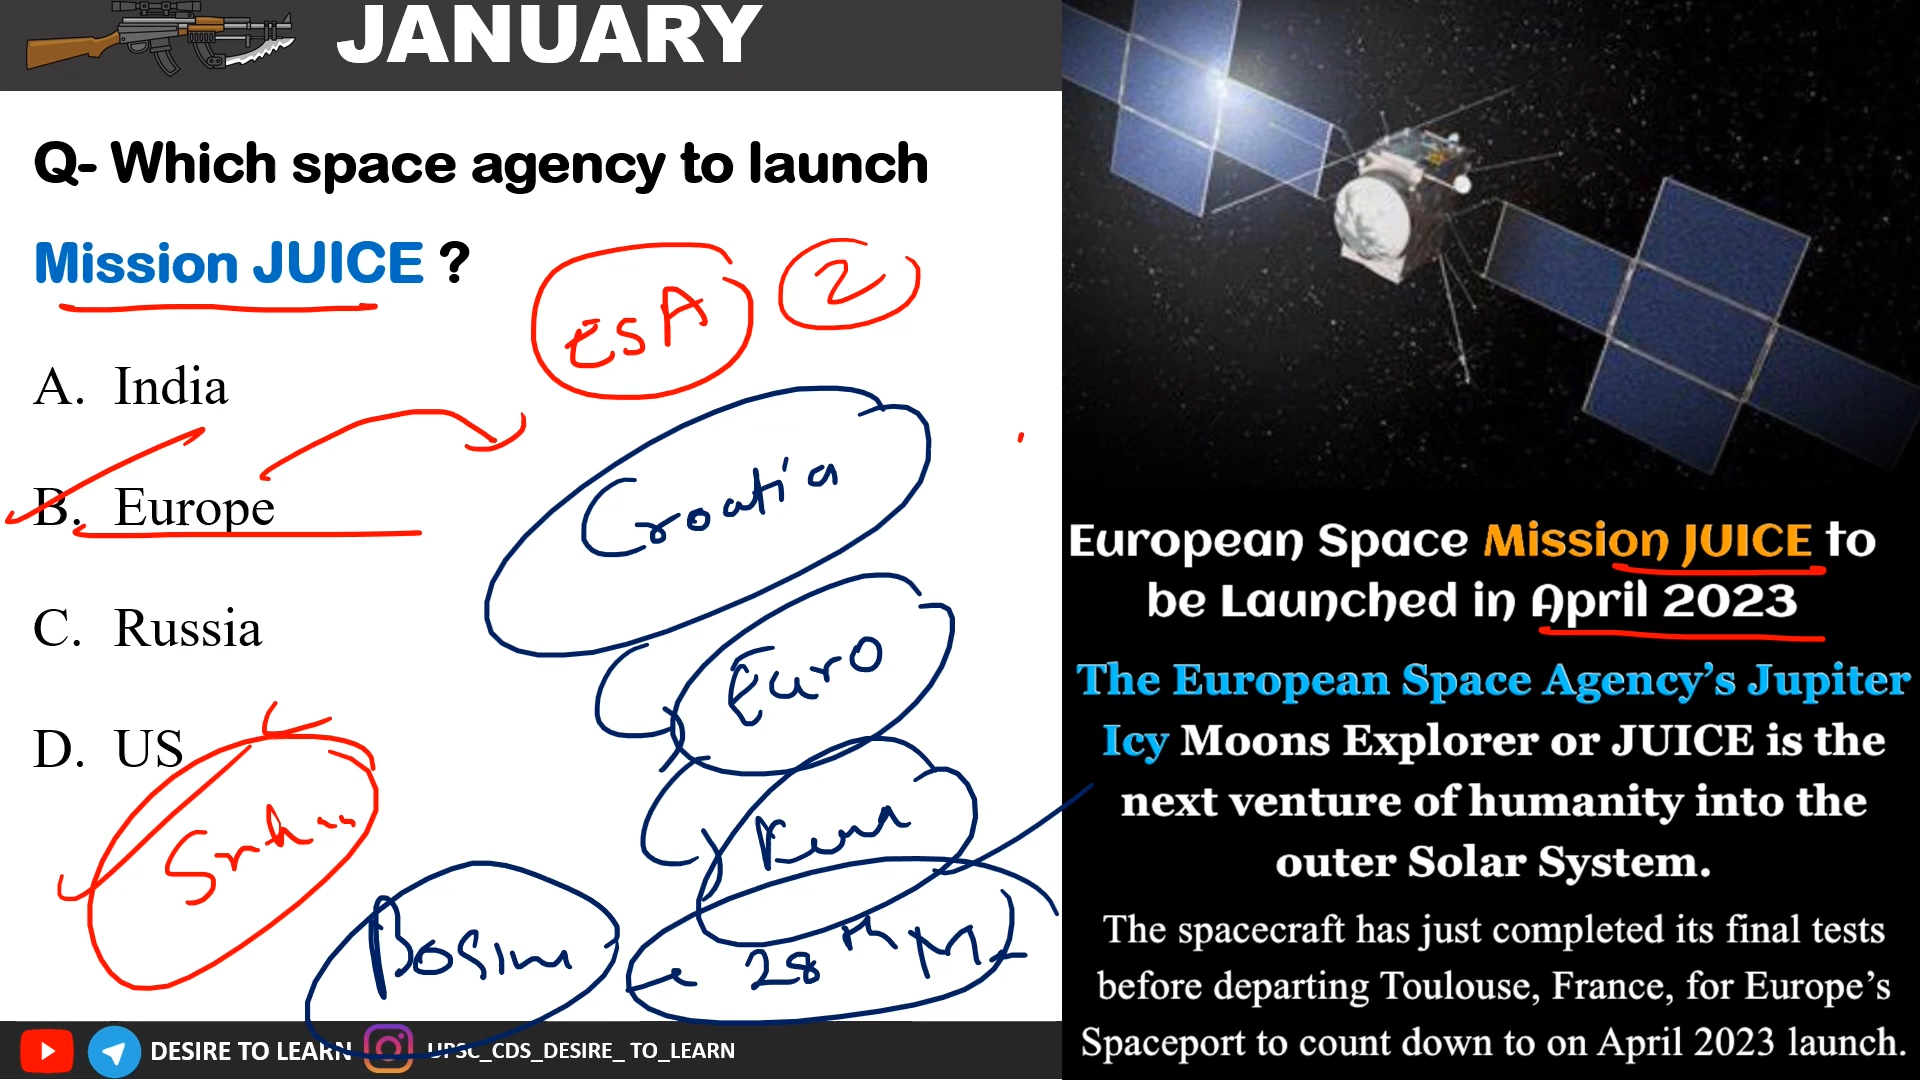 JANUARY
Q- Which space agency to launch
Mission JUICE ?
ESA
2
A. India
B. Europe
C. Russia
D. US
Croatia
Euro
28th
DESIRE TO LEARN
UPSC_CDS_DESIRE_ TO_LEARN
European Space Mission JUICE to
be Launched in April 2023
The European Space Agency’s Jupiter
Icy Moons Explorer or JUICE is the
next venture of humanity into the
outer Solar System.
The spacecraft has just completed its final tests
before departing Toulouse, France, for Europe’s
Spaceport to count down to on April 2023 launch.